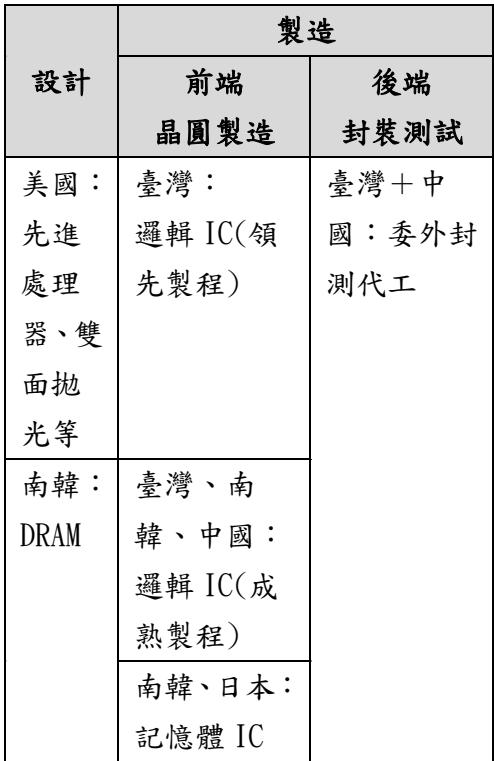 設計
製造
前端
晶圓製造
後端
封裝測試
美國：
先進
處理
器、雙
面拋
光等
臺灣：
邏輯 IC(領
先製程)
臺灣＋中
國：委外封
測代工
南韓：
DRAM
臺灣、南
韓、中國：
邏輯 IC(成
熟製程)
南韓、日本：
記憶體 IC